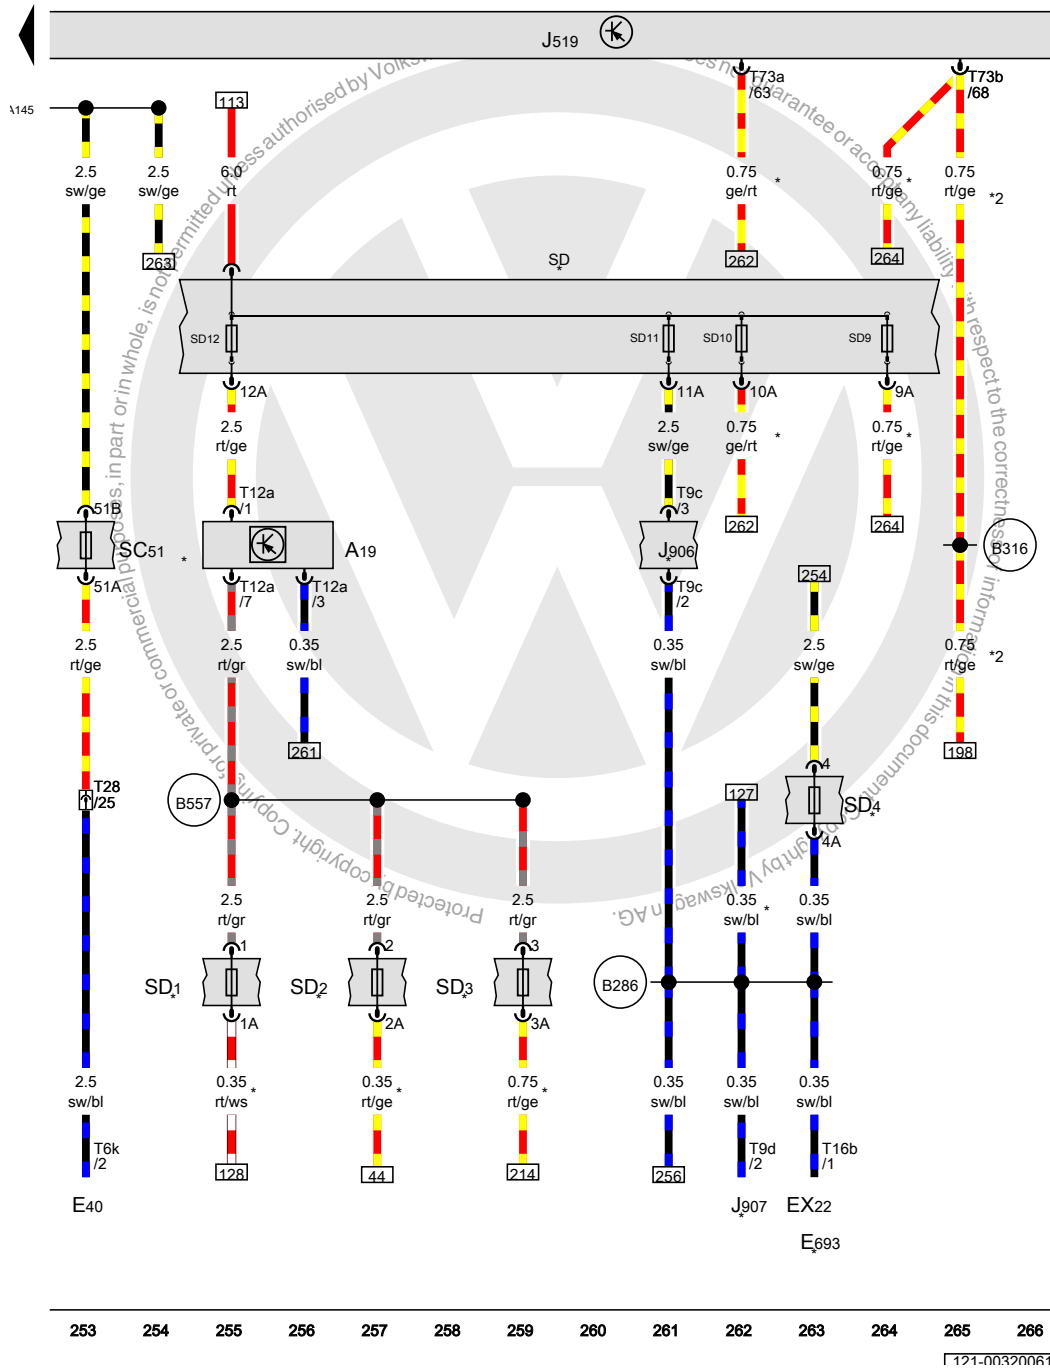 J519
A145
113
T73a
/63
T73b
/68
2.5
sw/ge
2.5
sw/ge
6.0
rt
0.75
ge/rt *
0.75
rt/ge *
0.75
rt/ge *2
263
262
264
SD
*
SD12
SD11
SD10
SD9
12A
11A
10A
9A
2.5
rt/ge
2.5
sw/ge
0.75
ge/rt *
0.75
rt/ge *
T12a
/1
T9c
/3
51B
262
264
SC51 *
A19
J906
*
B316
51A
T12a
/7
T12a
/3
T9c
/2
254
2.5
rt/ge
2.5
rt/gr
0.35
sw/bl
0.35
sw/bl
2.5
sw/ge
0.75
rt/ge *2
261
198
T28
/25
B557
127
4
SD4
*
4A
2.5
rt/gr
2.5
rt/gr
2.5
rt/gr
0.35
sw/bl *
0.35
sw/bl
1
2
3
SD1
*
SD2
*
SD3
*
B286
1A
2A
3A
2.5
sw/bl
0.35
rt/ws *
0.35
rt/ge *
0.75
rt/ge *
0.35
sw/bl
0.35
sw/bl
0.35
sw/bl
T6k
/2
128
44
214
256
T9d
/2
T16b
/1
E40
J907
*
EX22
E693
*
253 254 255 256 257 258 259 260 261 262 263 264 265 266
121-00320061